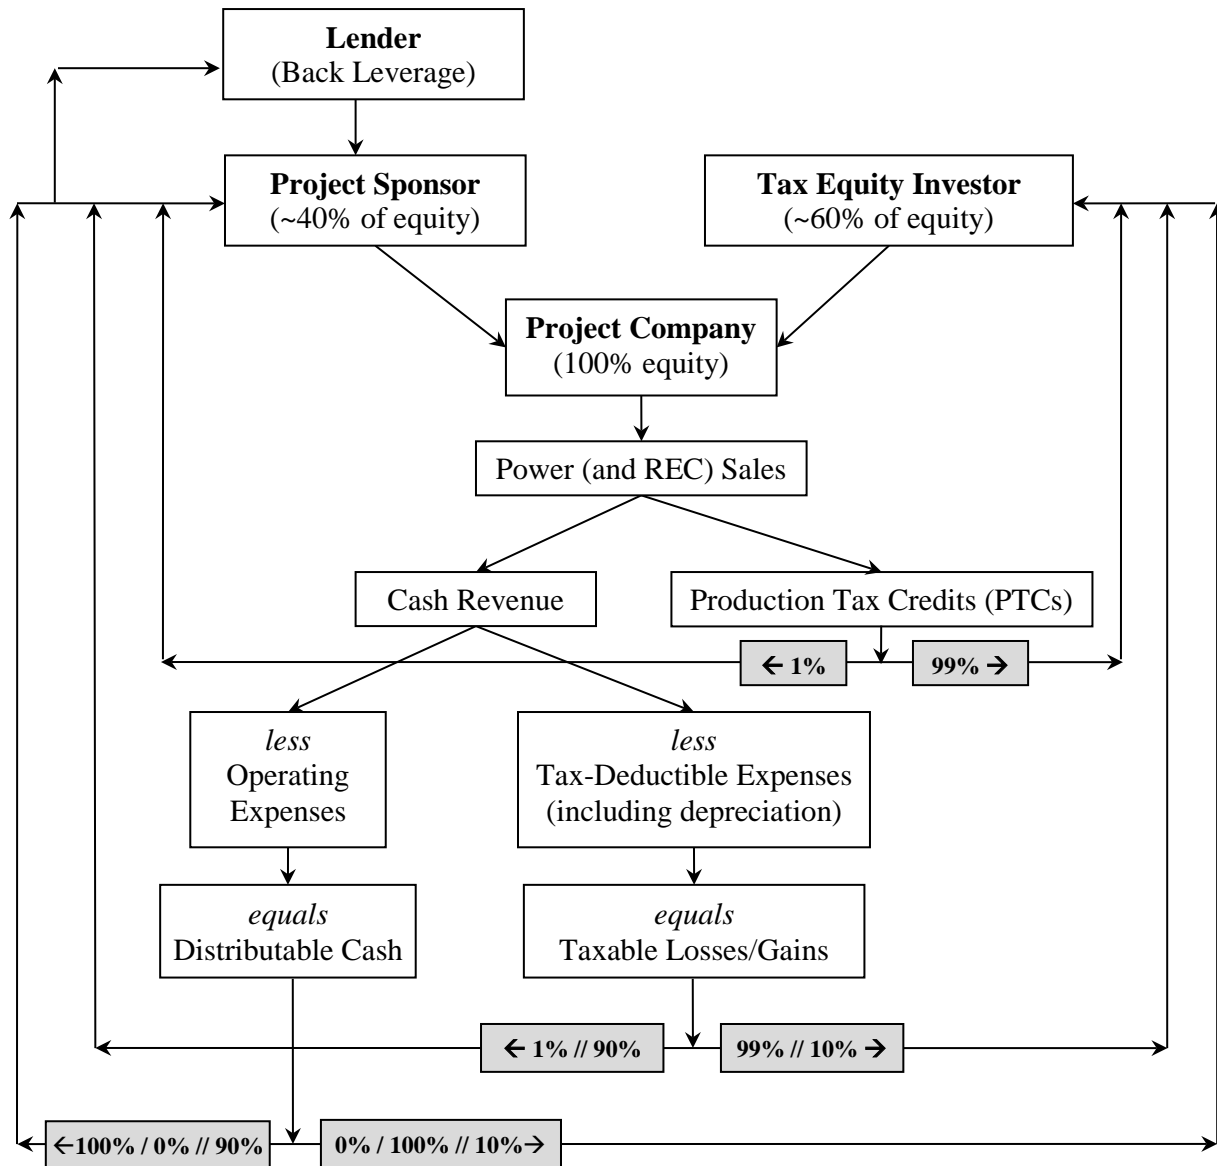 Lender
(Back Leverage)
Project Sponsor
(~40% of equity)
Tax Equity Investor
(~60% of equity)
Project Company
(100% equity)
Power (and REC) Sales
Cash Revenue
Production Tax Credits (PTCs)
← 1%
99% →
less
Operating
Expenses
less
Tax-Deductible Expenses
(including depreciation)
equals
Distributable Cash
equals
Taxable Losses/Gains
← 1% // 90%
99% // 10% →
←100% / 0% // 90%
0% / 100% // 10%→